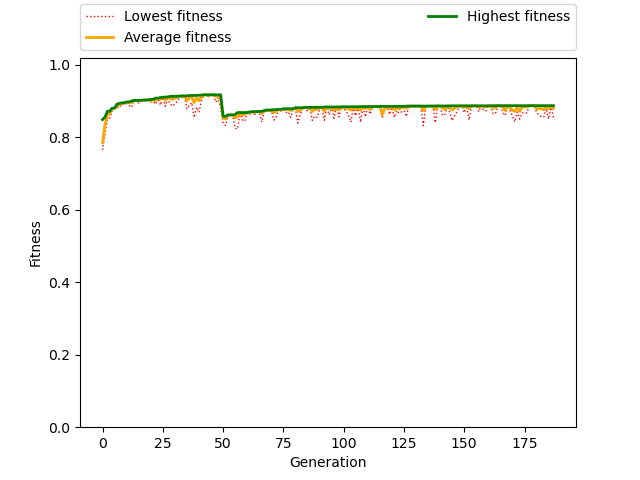 Lowest fitness
Average fitness
Highest fitness
1.0
0.8
0.6
0.4
0.2
0.0
Fitness
0 25 50 75 100 125 150 175
Generation